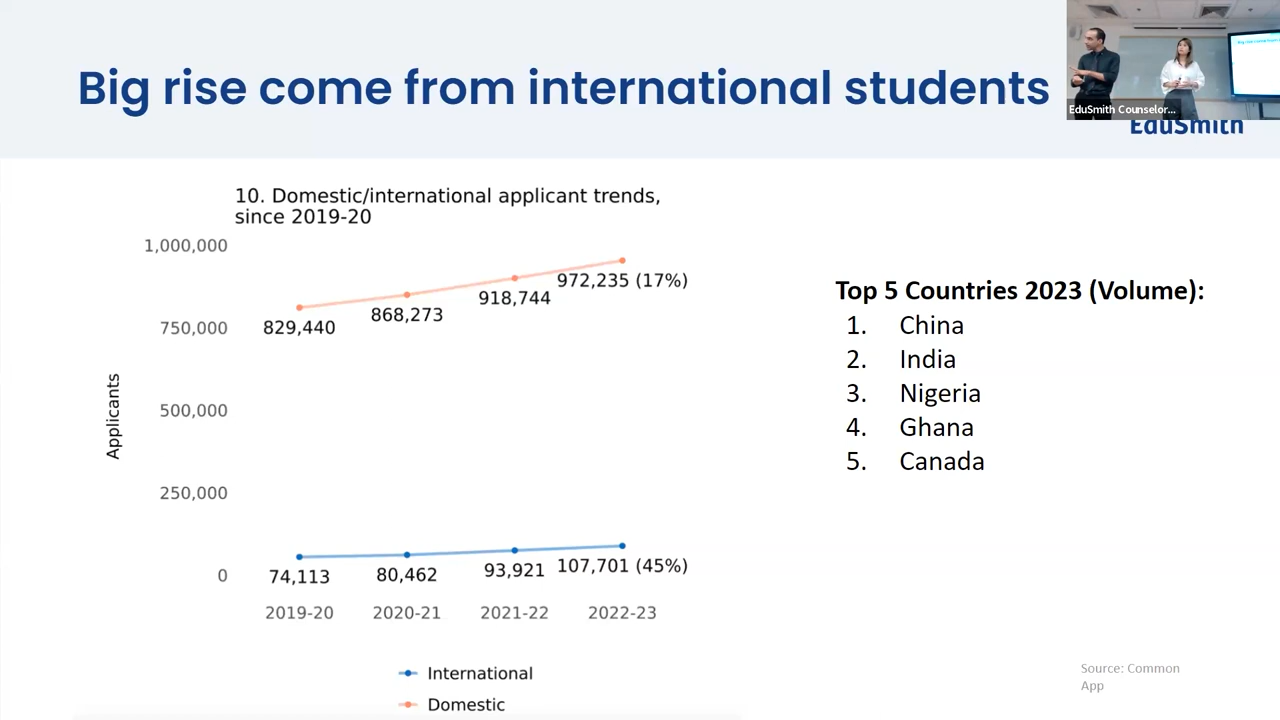 Big rise come from international students
EduSmith Counselor...
EduSmith
10. Domestic/international applicant trends,
since 2019-20
1,000,000
750,000
500,000
250,000
0
Applicants
829,440
868,273
918,744
972,235 (17%)
74,113
80,462
93,921
107,701 (45%)
2019-20
2020-21
2021-22
2022-23
International
Domestic
Top 5 Countries 2023 (Volume):
1. China
2. India
3. Nigeria
4. Ghana
5. Canada
Source: Common
App